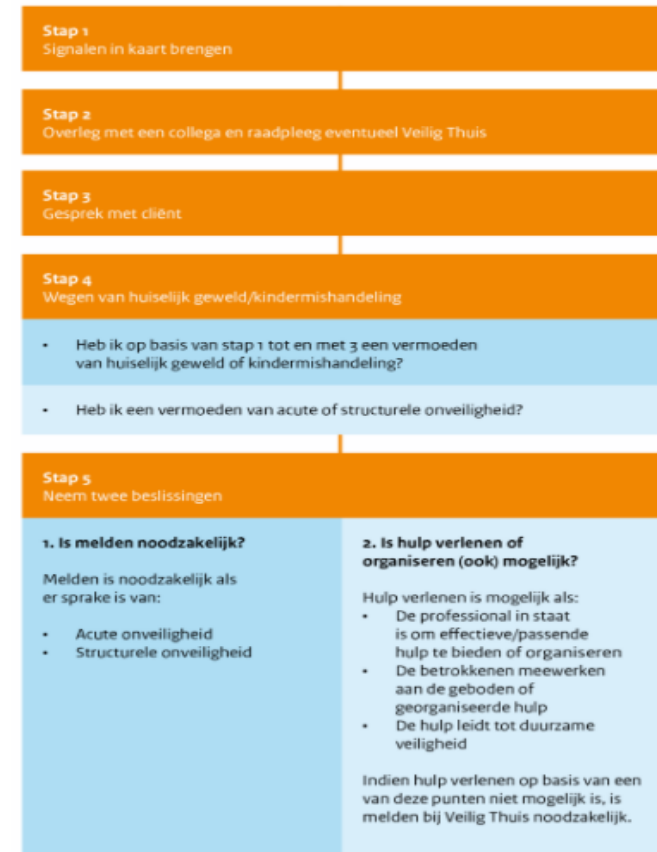 Stap 1
Signalen in kaart brengen
Stap 2
Overleg met een collega en raadpleeg eventueel Veilig Thuis
Stap 3
Gesprek met cliënt
Stap 4
Wegen van huiselijk geweld/kindermishandeling
• Heb ik op basis van stap 1 tot en met 3 een vermoeden
van huiselijk geweld of kindermishandeling?
• Heb ik een vermoeden van acute of structurele onveiligheid?
Stap 5
Neem twee beslissingen
1. Is melden noodzakelijk?
Melden is noodzakelijk als
er sprake is van:
• Acute onveiligheid
• Structurele onveiligheid
2. Is hulp verlenen of
organiseren (ook) mogelijk?
Hulp verlenen is mogelijk als:
• De professional in staat
is om effectieve/passende
hulp te bieden of organiseren
• De betrokkenen meewerken
aan de geboden of
georganiseerde hulp
• De hulp leidt tot duurzame
veiligheid
Indien hulp verlenen op basis van een
van deze punten niet mogelijk is, is
melden bij Veilig Thuis noodzakelijk.